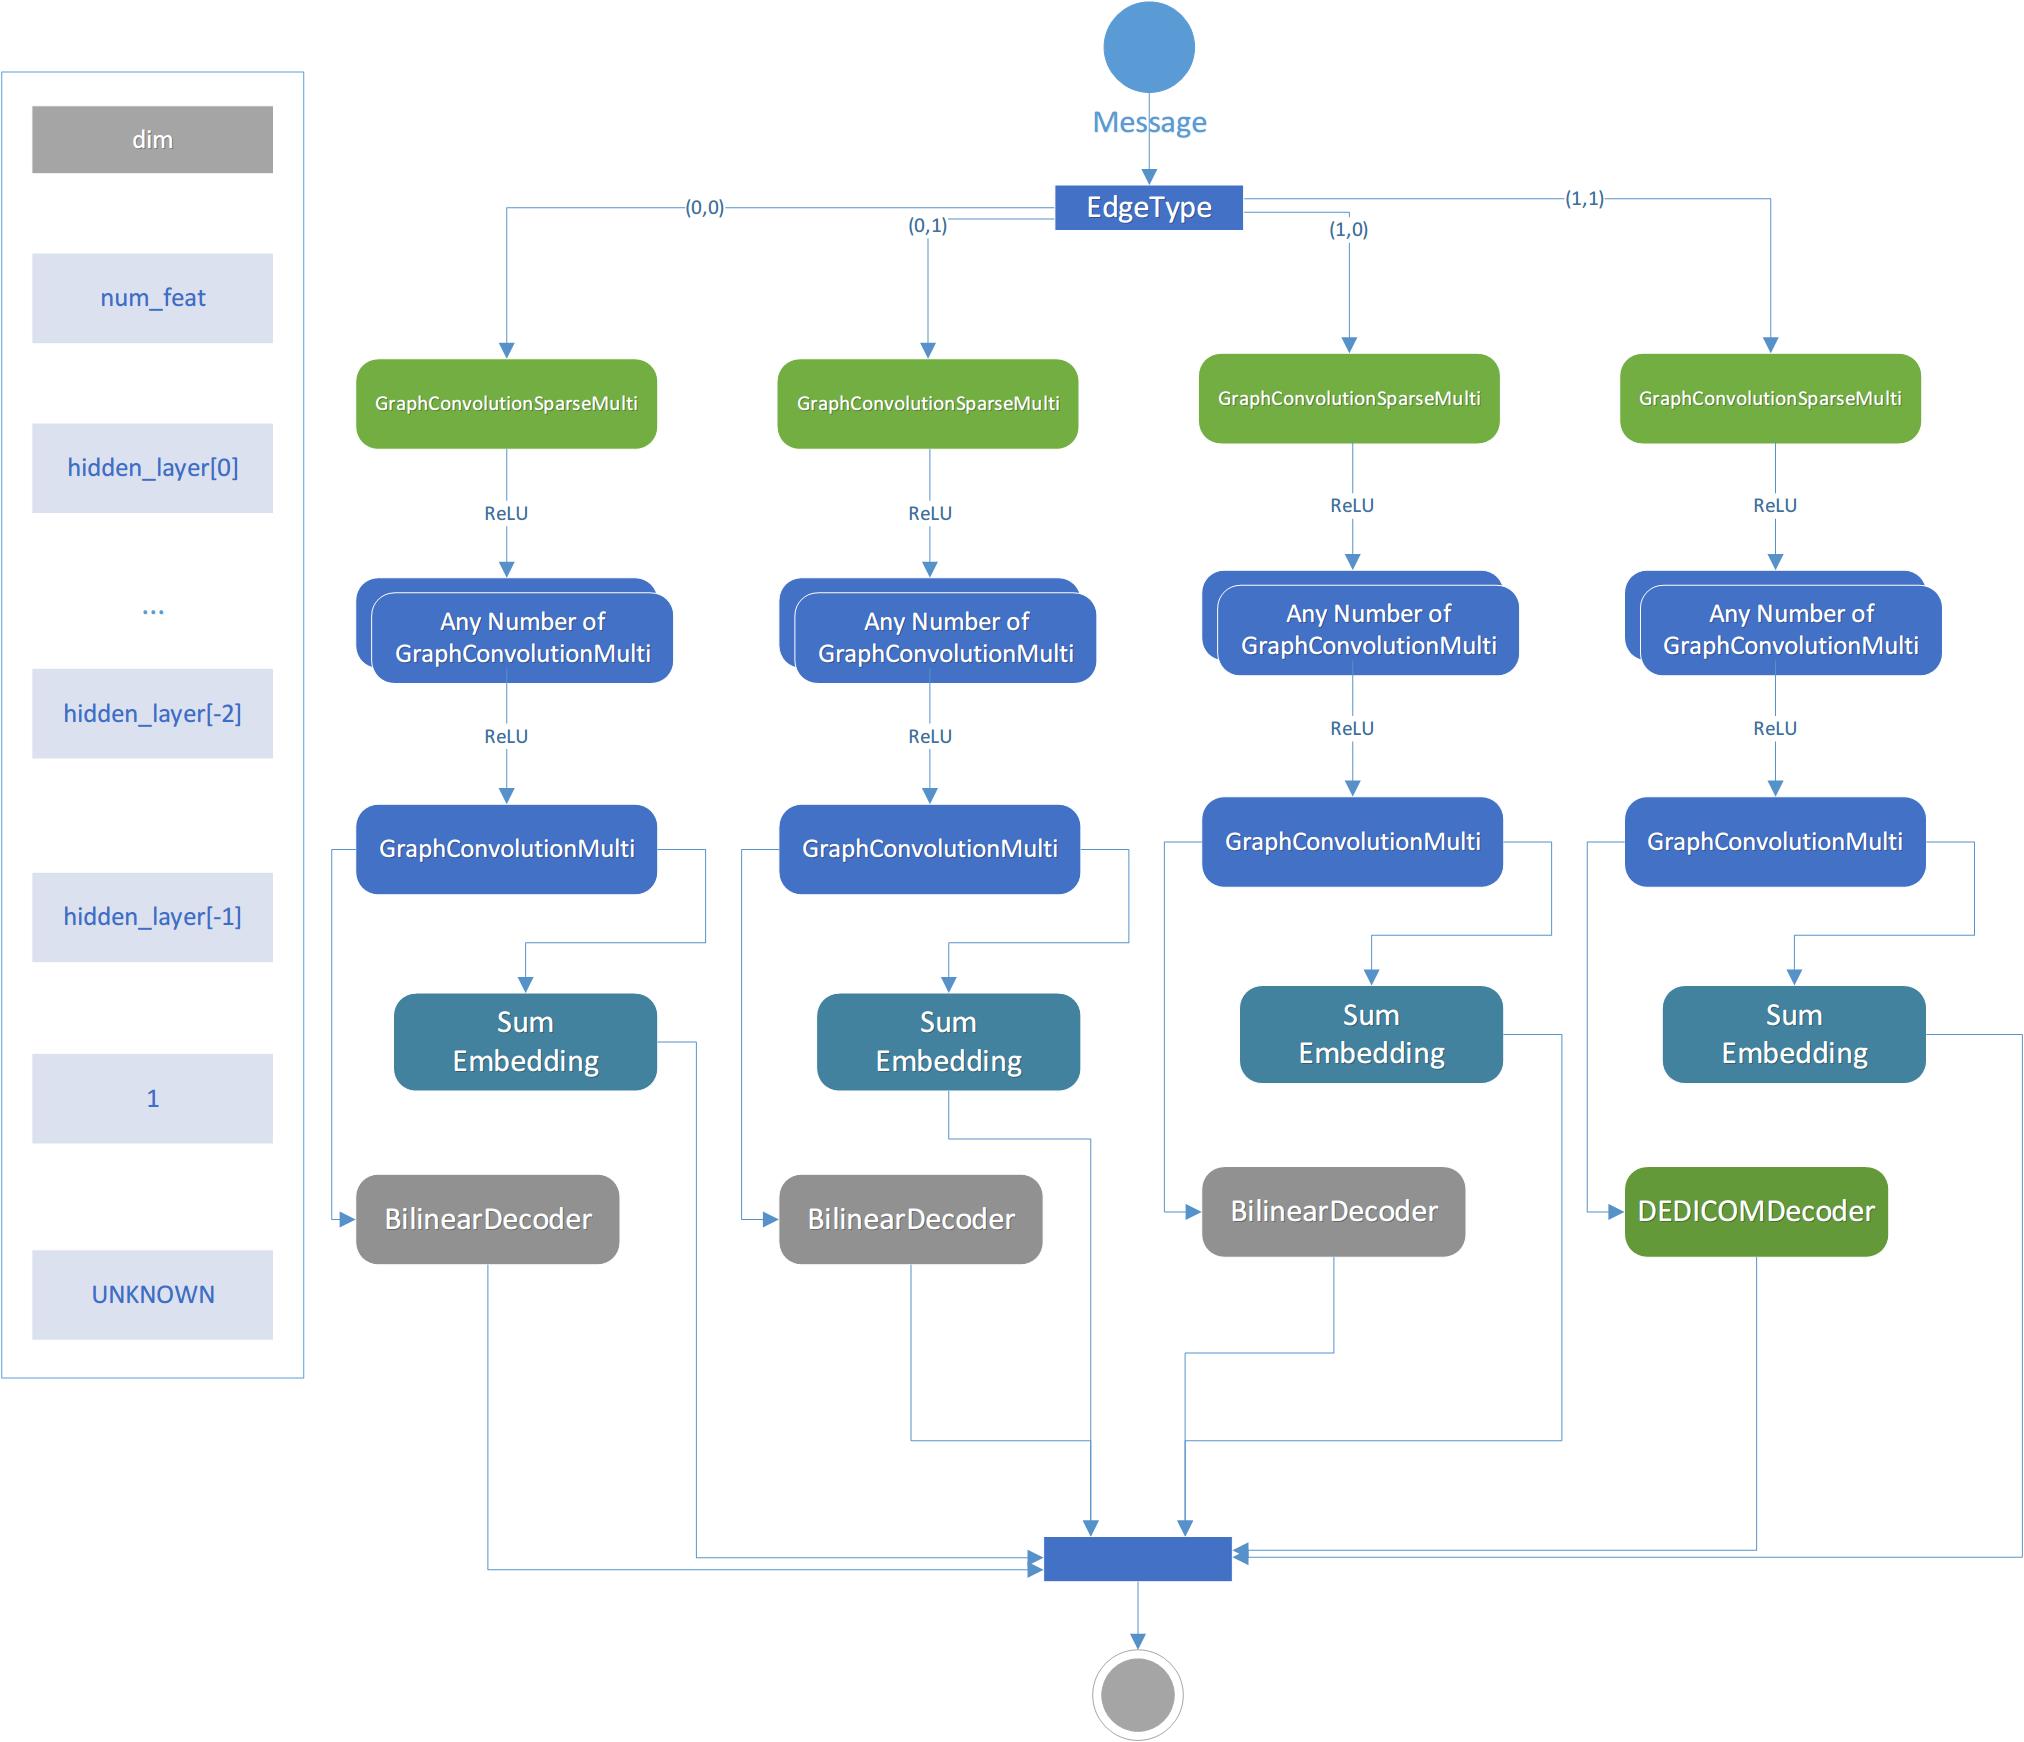 Message
EdgeType
(0,0)
(0,1)
(1,0)
(1,1)
dim
num_feat
hidden_layer[0]
...
hidden_layer[-2]
hidden_layer[-1]
1
UNKNOWN
GraphConvolutionSparseMulti
GraphConvolutionSparseMulti
GraphConvolutionSparseMulti
GraphConvolutionSparseMulti
ReLU
ReLU
ReLU
ReLU
Any Number of
GraphConvolutionMulti
Any Number of
GraphConvolutionMulti
Any Number of
GraphConvolutionMulti
Any Number of
GraphConvolutionMulti
ReLU
ReLU
ReLU
ReLU
GraphConvolutionMulti
GraphConvolutionMulti
GraphConvolutionMulti
GraphConvolutionMulti
Sum
Embedding
Sum
Embedding
Sum
Embedding
Sum
Embedding
BilinearDecoder
BilinearDecoder
BilinearDecoder
DEDICOMDecoder